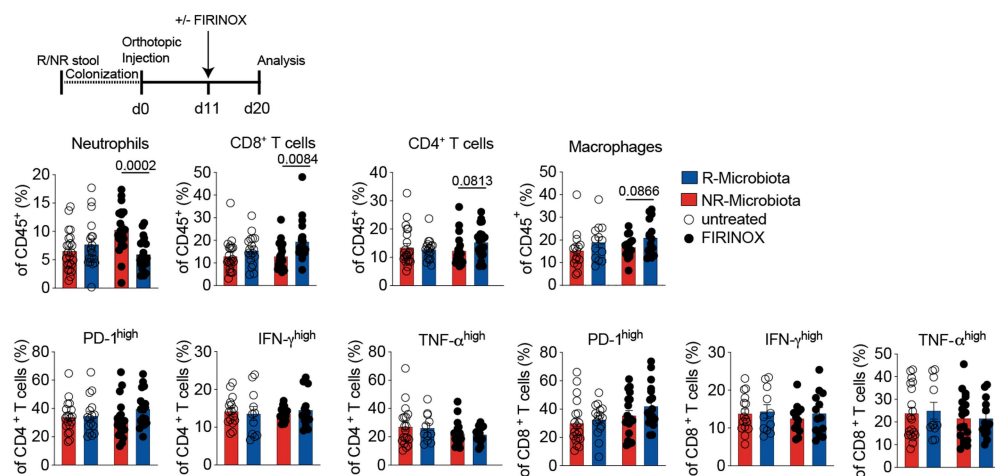 +/- FIRINOX
Orthotopic
Injection
R/NR stool
Colonization
Analysis
d0 d11 d20
Neutrophils
0.0002
of CD45⁺ (%)
20
15
10
5
0
CD8⁺ T cells
0.0084
of CD45⁺ (%)
50
40
30
20
10
0
CD4⁺ T cells
0.0813
of CD45⁺ (%)
40
30
20
10
0
Macrophages
0.0866
of CD45⁺ (%)
50
40
30
20
10
0
R-Microbiota
NR-Microbiota
untreated
FIRINOX
PD-1ʰⁱᵍʰ
of CD4⁺ T cells (%)
80
60
40
20
0
IFN-γʰⁱᵍʰ
of CD4⁺ T cells (%)
30
20
10
0
TNF-αʰⁱᵍʰ
of CD4⁺ T cells (%)
80
60
40
20
0
PD-1ʰⁱᵍʰ
of CD8⁺ T cells (%)
80
60
40
20
0
IFN-γʰⁱᵍʰ
of CD8⁺ T cells (%)
30
20
10
0
TNF-αʰⁱᵍʰ
of CD8⁺ T cells (%)
50
40
30
20
10
0